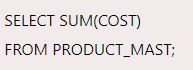 SELECT SUM(COST)
FROM PRODUCT_MAST;